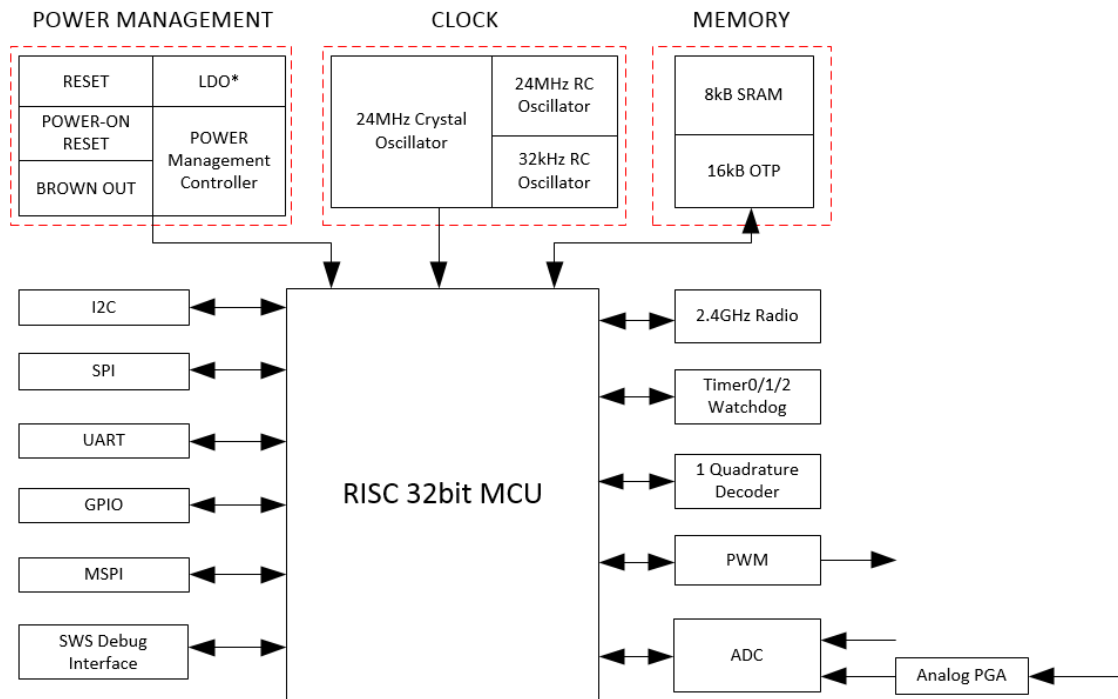 POWER MANAGEMENT
CLOCK
MEMORY
RESET
LDO*
POWER-ON
RESET
POWER
Management
Controller
BROWN OUT
24MHz Crystal
Oscillator
24MHz RC
Oscillator
32kHz RC
Oscillator
8kB SRAM
16kB OTP
I2C
SPI
UART
GPIO
MSPI
SWS Debug
Interface
RISC 32bit MCU
2.4GHz Radio
Timer0/1/2
Watchdog
1 Quadrature
Decoder
PWM
ADC
Analog PGA